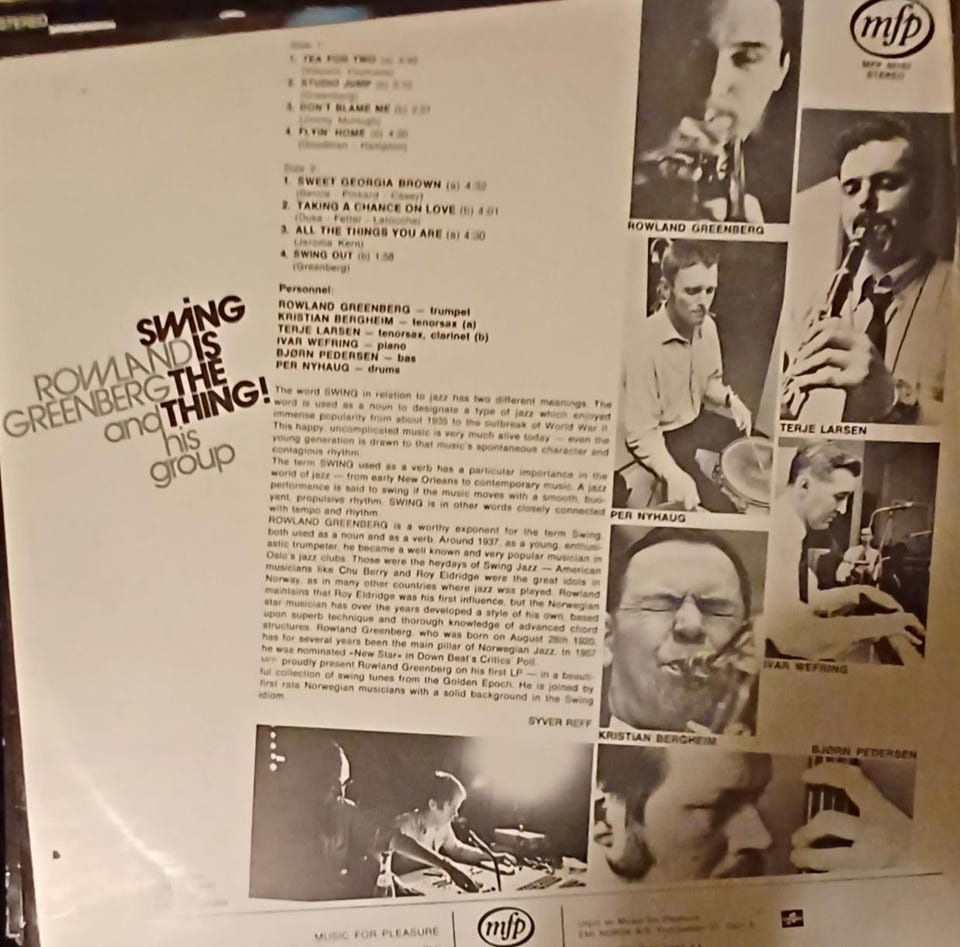 STEREO
mfp
STEREO
Side 1
1. TEA FOR TWO (a)
2. STUDIO JUMP
(Greenberg)
3. DON'T BLAME ME (b)
(Jimmy McHugh)
4. FLYIN' HOME (b)
(Goodman - Hampton)
Side 2
1. SWEET GEORGIA BROWN (a) 4:32
(Bernie - Pinkard - Casey)
2. TAKING A CHANCE ON LOVE (b) 4:01
(Duke - Fetter - Latouche)
3. ALL THE THINGS YOU ARE (a) 4:30
(Jerome Kern)
4. SWING OUT (b) 1:58
(Greenberg)
Personnel:
ROWLAND GREENBERG — trumpet
KRISTIAN BERGHEIM — tenorsax (a)
TERJE LARSEN — tenorsax, clarinet (b)
IVAR WEFRING — piano
BJØRN PEDERSEN — bas
PER NYHAUG — drums
SWING
IS
THE
THING!
ROWLAND
GREENBERG
and
his
group
The word SWING in relation to jazz has two different meanings. The
word is used as a noun to designate a type of jazz which enjoyed
immense popularity from about 1935 to the outbreak of World War II.
This happy, uncomplicated music is very much alive today — even the
young generation is drawn to that music's spontaneous character and
contagious rhythm.
The term SWING used as a verb has a particular importance in the
world of jazz — from early New Orleans to contemporary music. A jazz
performance is said to swing if the music moves with a smooth, buo-
yant, propulsive rhythm. SWING is in other words closely connected
with tempo and rhythm.
ROWLAND GREENBERG is a worthy exponent for the term Swing,
both used as a noun and as a verb. Around 1937, as a young, enthusi-
astic trumpeter, he became a well known and very popular musician in
Oslo's jazz clubs. Those were the heydays of Swing Jazz — American
musicians like Chu Berry and Roy Eldridge were the great idols in
Norway, as in many other countries where jazz was played. Rowland
maintains that Roy Eldridge was his first influence, but the Norwegian
star musician has over the years developed a style of his own, based
upon superb technique and thorough knowledge of advanced chord
structures. Rowland Greenberg, who was born on August 28th 1920,
has for several years been the main pillar of Norwegian Jazz. In 1967
he was nominated «New Star» in Down Beat's Critics' Poll.
MFP proudly present Rowland Greenberg on his first LP — in a beauti-
ful collection of swing tunes from the Golden Epoch. He is joined by
first rate Norwegian musicians with a solid background in the Swing
idiom.
SYVER REFF
ROWLAND GREENBERG
TERJE LARSEN
PER NYHAUG
IVAR WEFRING
KRISTIAN BERGHEIM
BJØRN PEDERSEN
MUSIC FOR PLEASURE
mfp
EMI NORSK A/S